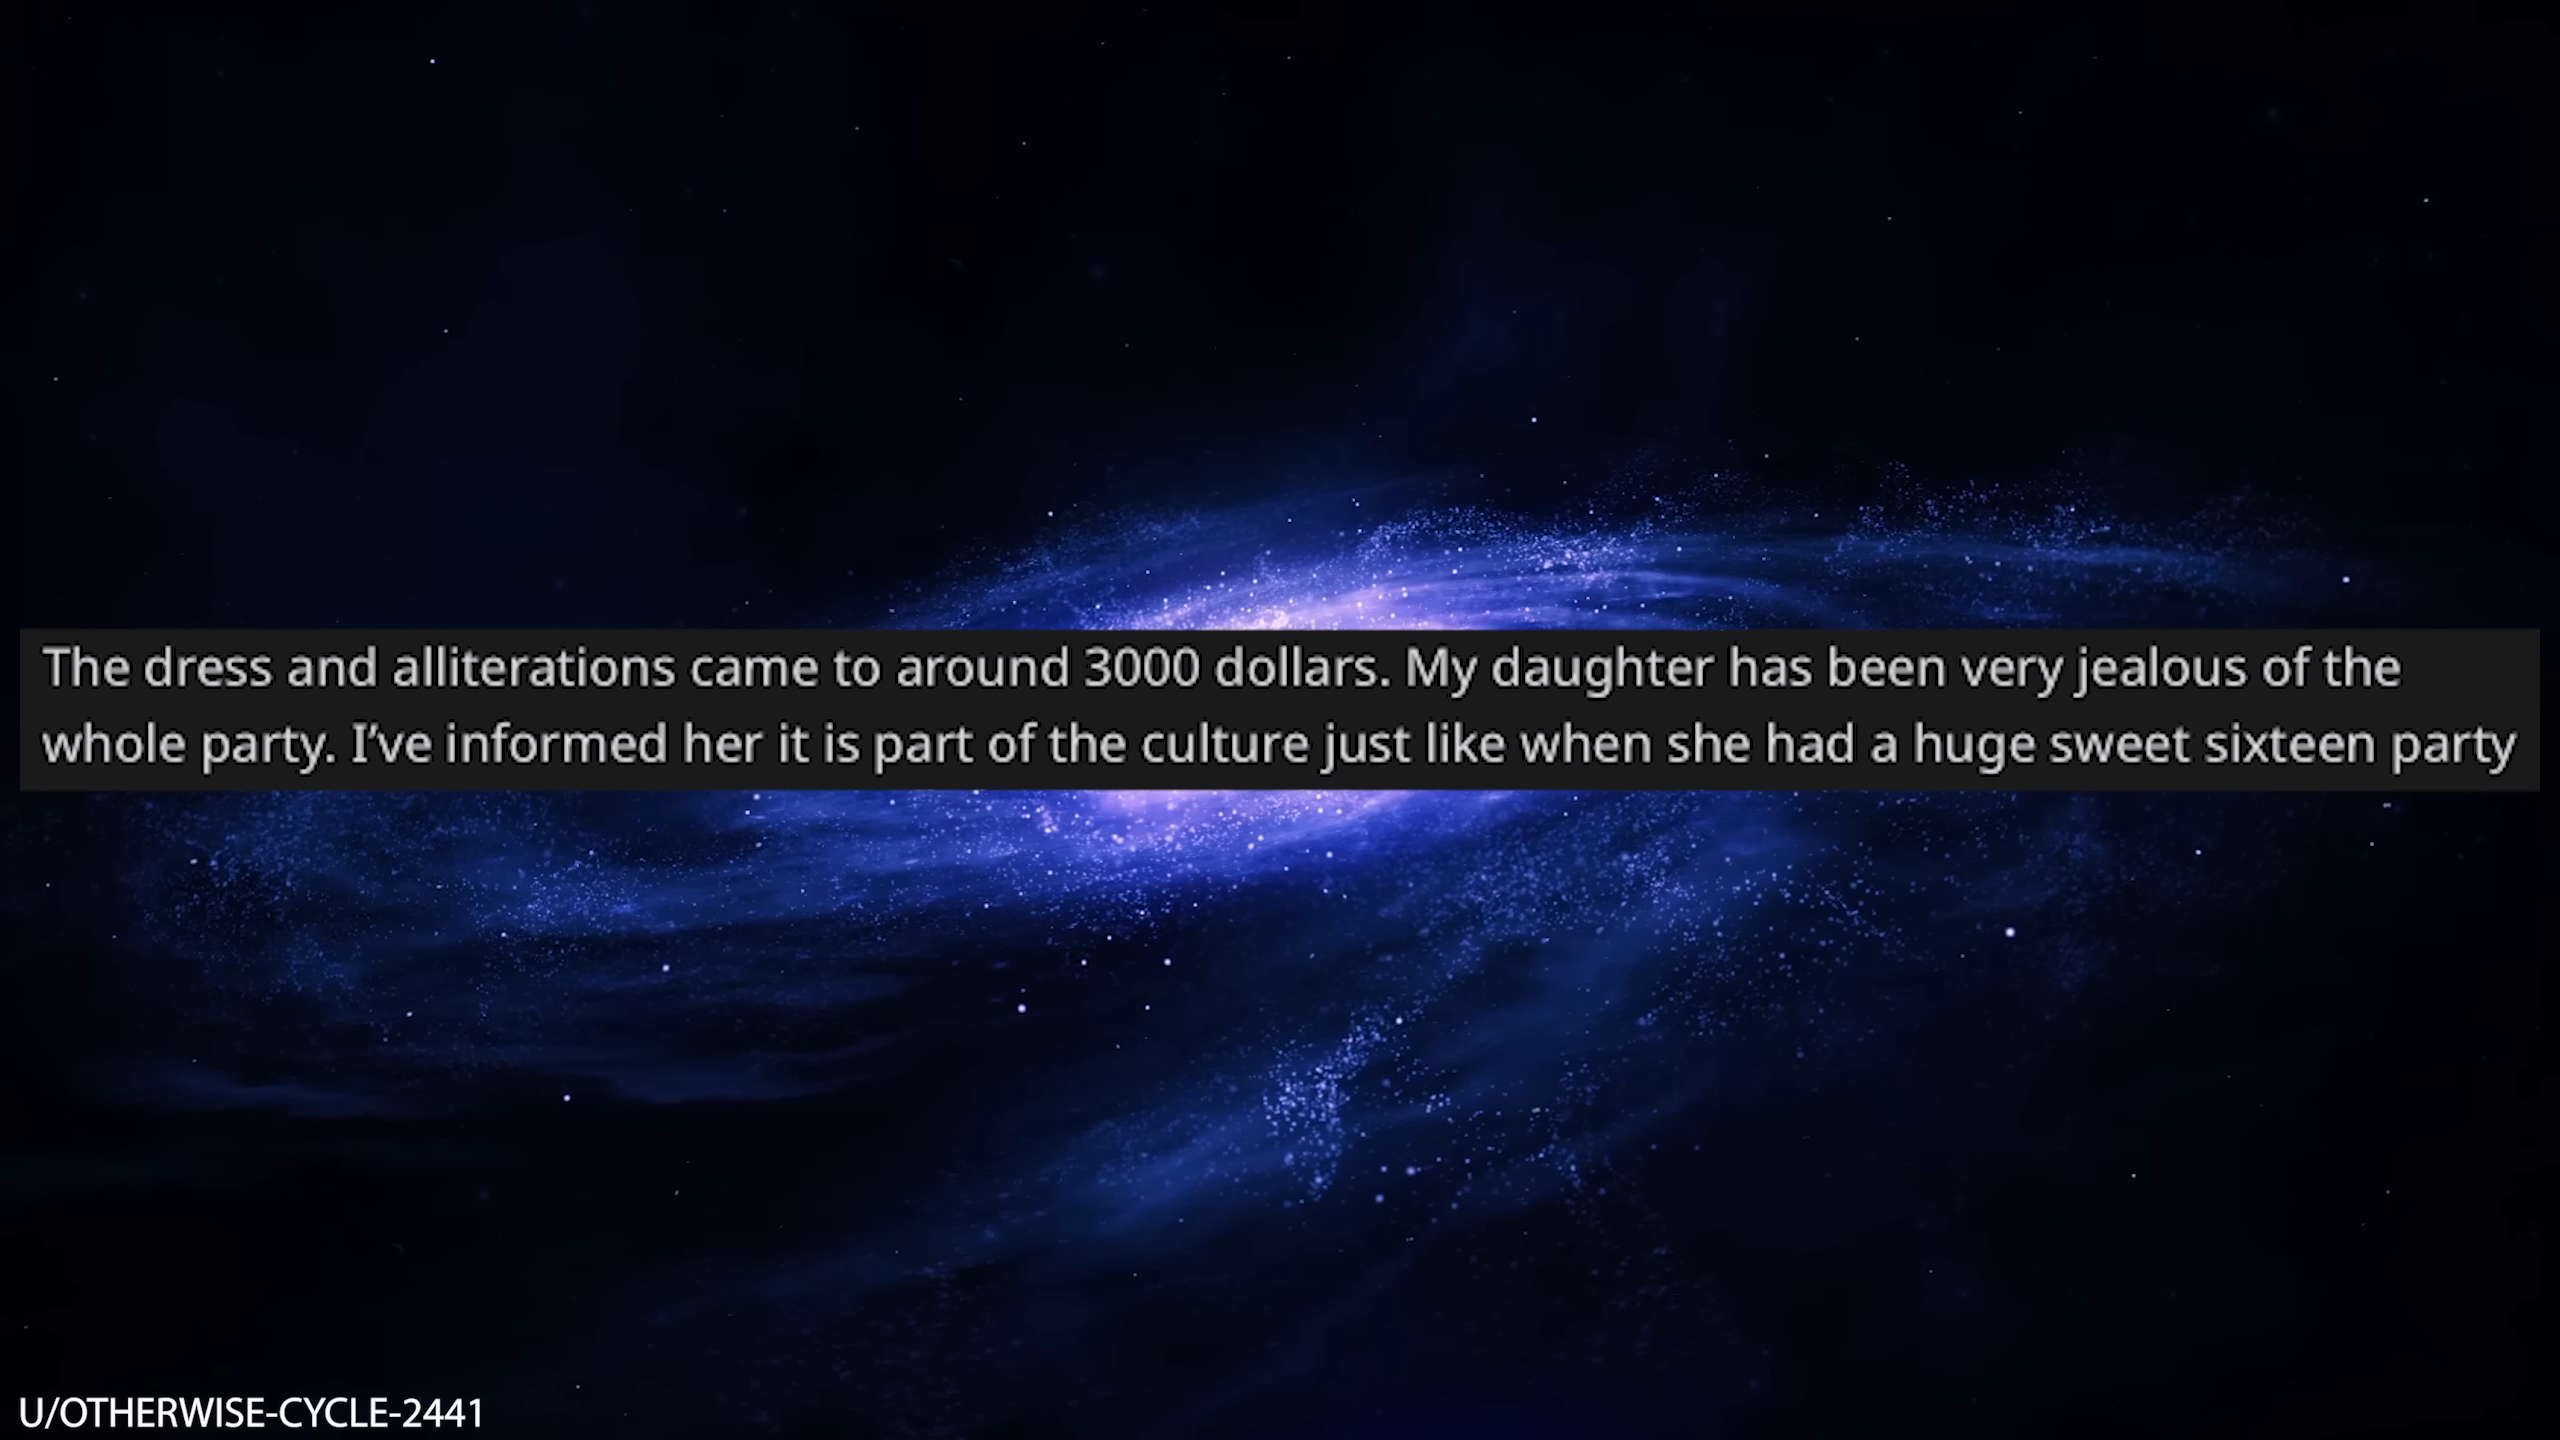 The dress and alliterations came to around 3000 dollars. My daughter has been very jealous of the
whole party. I’ve informed her it is part of the culture just like when she had a huge sweet sixteen party
U/OTHERWISE-CYCLE-2441